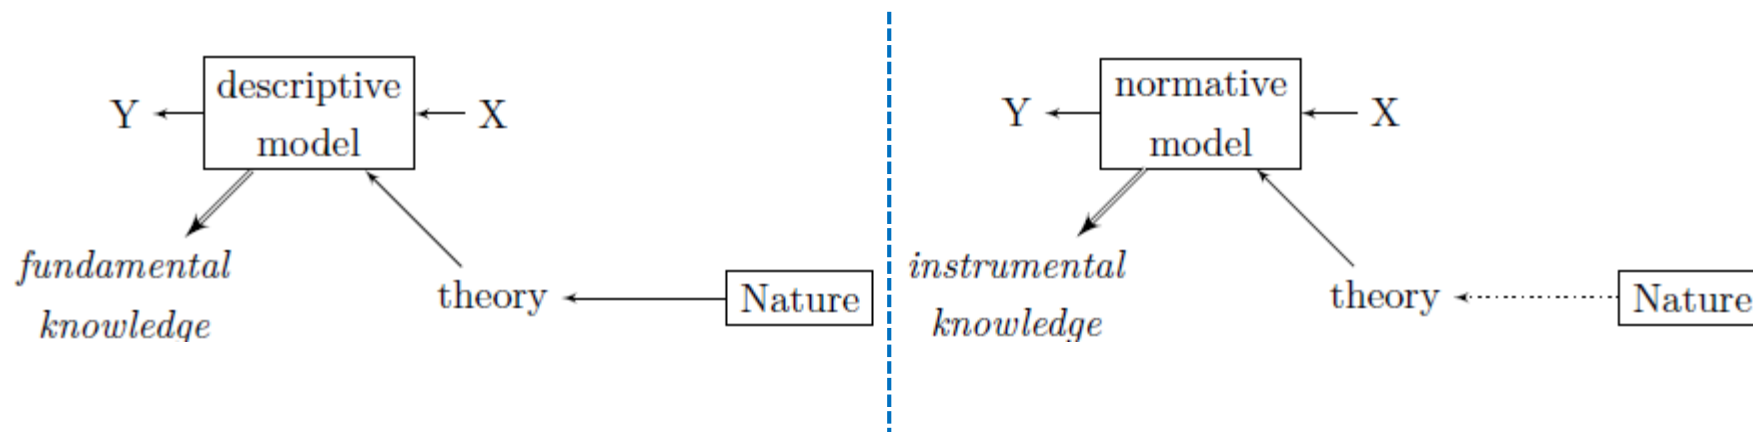 descriptive
Y
X
model
fundamental
knowledge
theory
Nature
normative
Y
X
model
instrumental
knowledge
theory
Nature